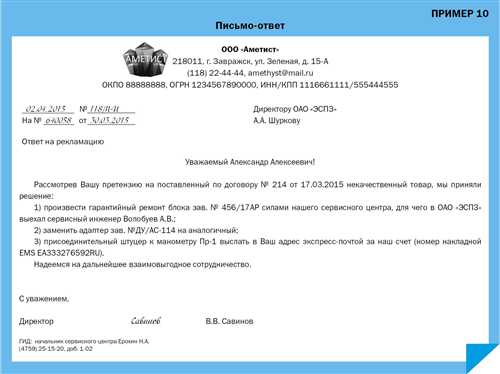 ПРИМЕР 10
Письмо-ответ
ООО «Аметист»
АМЕТИСТ
218011, г. Завражск, ул. Зеленая, д. 15-А
(118) 22-44-44, amethyst@mail.ru
ОКПО 88888888, ОГРН 1234567890000, ИНН/КПП 1116661111/555444555
02.04.2015 № 118/И-И
Директору ОАО «ЭСПЗ»
На № 640058 от 30.03.2015
А.А. Шуркову
Ответ на рекламацию
Уважаемый Александр Алексеевич!
Рассмотрев Вашу претензию на поставленный по договору № 214 от 17.03.2015 некачественный товар, мы приняли
решение:
1) произвести гарантийный ремонт блока зав. № 456/17АР силами нашего сервисного центра, для чего в ОАО «ЭСПЗ»
выехал сервисный инженер Волобуев А.В.;
2) заменить адаптер зав. №ДУ/АС-114 на аналогичный;
3) присоединительный штуцер к манометру Пр-1 выслать в Ваш адрес экспресс-почтой за наш счет (номер накладной
EMS EA333276592RU).
Надеемся на дальнейшее взаимовыгодное сотрудничество.
С уважением,
Директор Савинов В.В. Савинов
ГИД: начальник сервисного центра Ерохин Н.А.
(4759) 25-15-20, доб. 1-02